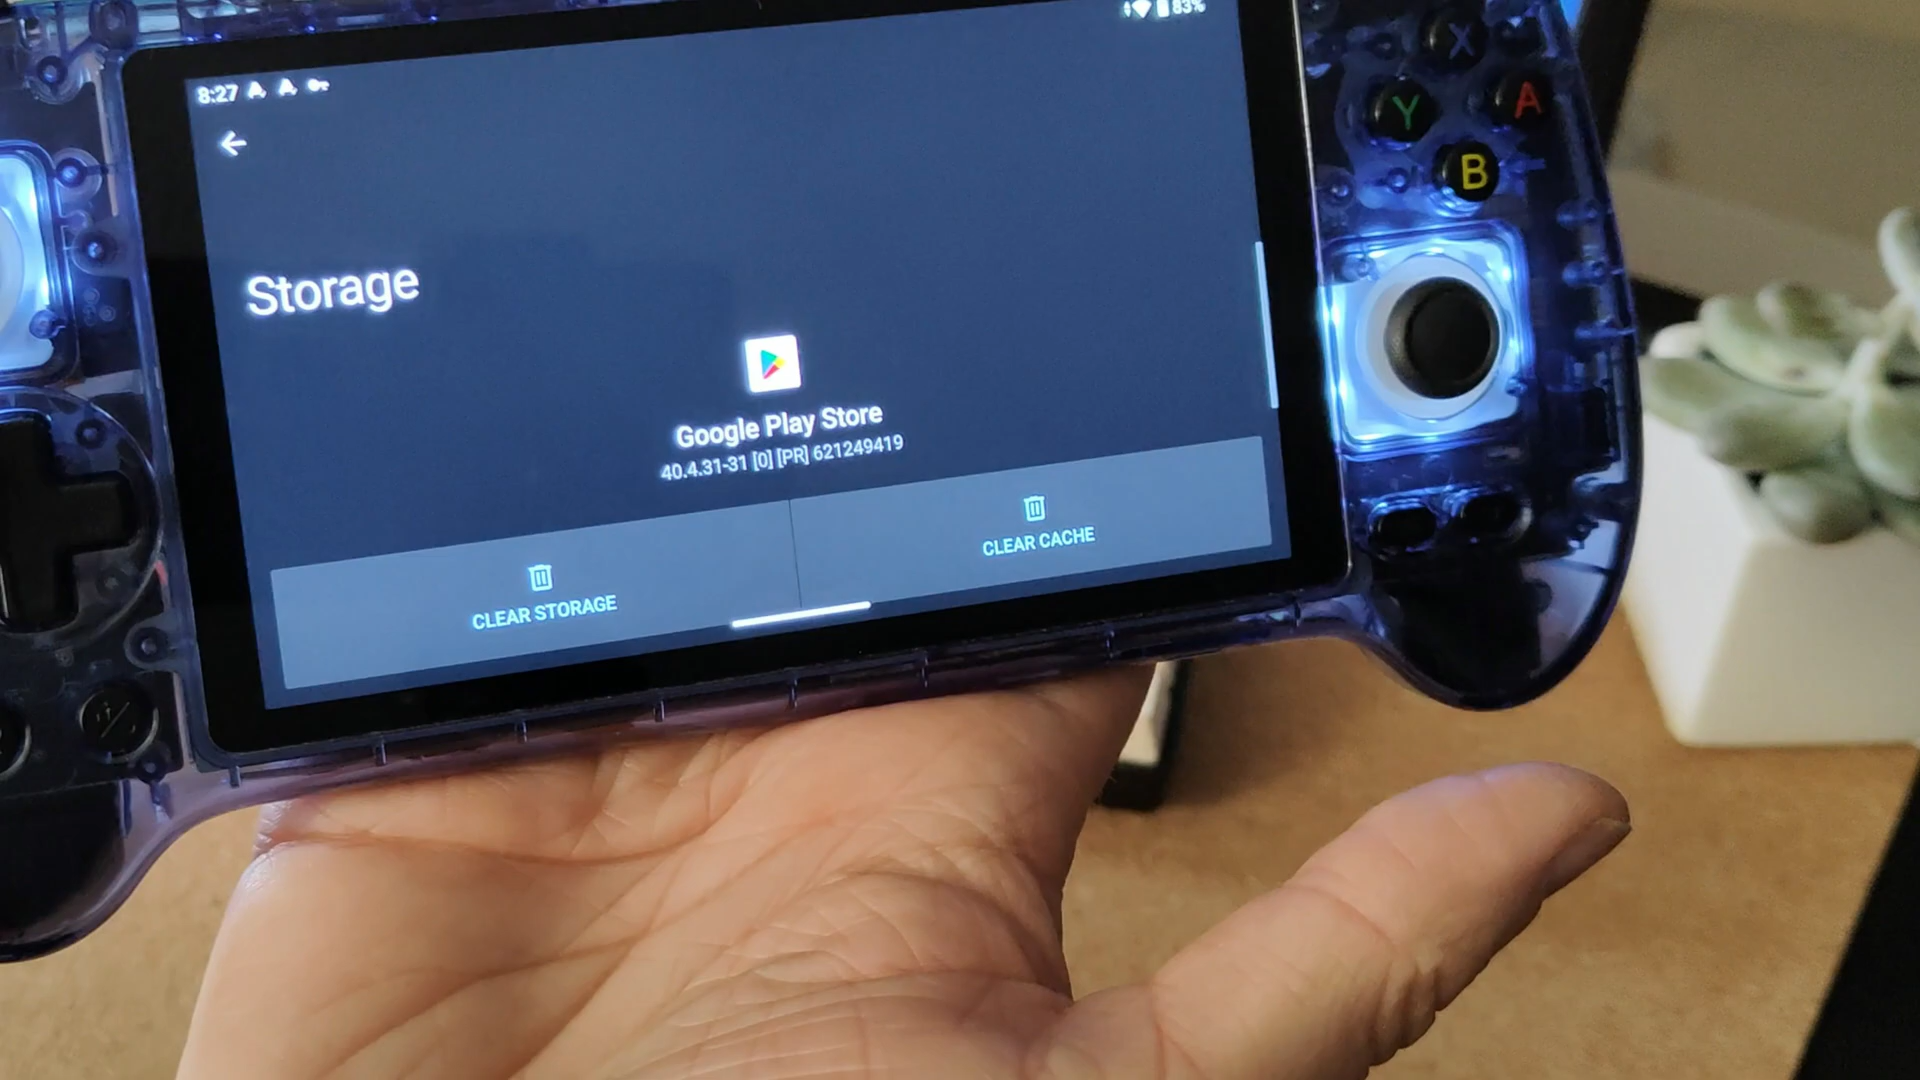 83%
8:27
Storage
Google Play Store
40.4.31-31 [0] [PR] 621249419
CLEAR STORAGE
CLEAR CACHE
X
Y
A
B